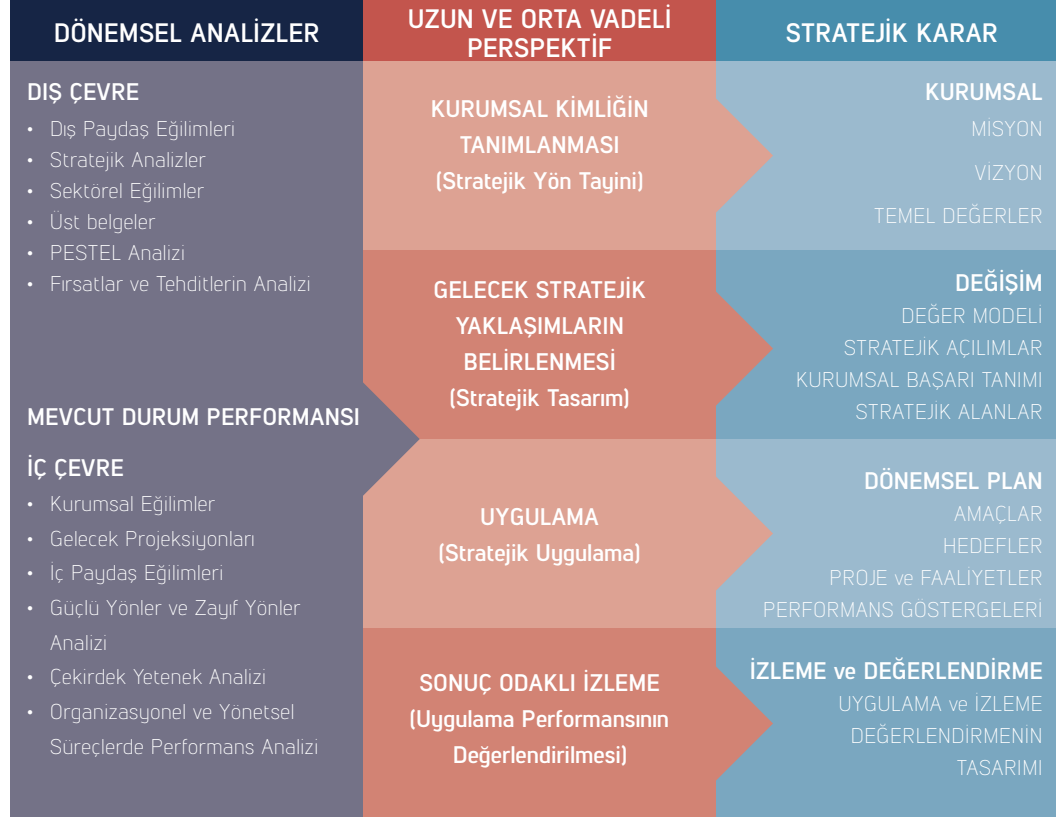 DÖNEMSEL ANALİZLER
DIŞ ÇEVRE
• Dış Paydaş Eğilimleri
• Stratejik Analizler
• Sektörel Eğilimler
• Üst belgeler
• PESTEL Analizi
• Fırsatlar ve Tehditlerin Analizi
MEVCUT DURUM PERFORMANSI
İÇ ÇEVRE
• Kurumsal Eğilimler
• Gelecek Projeksiyonları
• İç Paydaş Eğilimleri
• Güçlü Yönler ve Zayıf Yönler
Analizi
• Çekirdek Yetenek Analizi
• Organizasyonel ve Yönetsel
Süreçlerde Performans Analizi
UZUN VE ORTA VADELİ
PERSPEKTİF
KURUMSAL KİMLİĞİN
TANIMLANMASI
(Stratejik Yön Tayini)
GELECEK STRATEJİK
YAKLAŞIMLARIN
BELİRLENMESİ
(Stratejik Tasarım)
UYGULAMA
(Stratejik Uygulama)
SONUÇ ODAKLI İZLEME
(Uygulama Performansının
Değerlendirilmesi)
STRATEJİK KARAR
KURUMSAL
MİSYON
VİZYON
TEMEL DEĞERLER
DEĞİŞİM
DEĞER MODELİ
STRATEJİK AÇILIMLAR
KURUMSAL BAŞARI TANIMI
STRATEJİK ALANLAR
DÖNEMSEL PLAN
AMAÇLAR
HEDEFLER
PROJE ve FAALİYETLER
PERFORMANS GÖSTERGELERİ
İZLEME ve DEĞERLENDİRME
UYGULAMA ve İZLEME
DEĞERLENDİRMENİN
TASARIMI